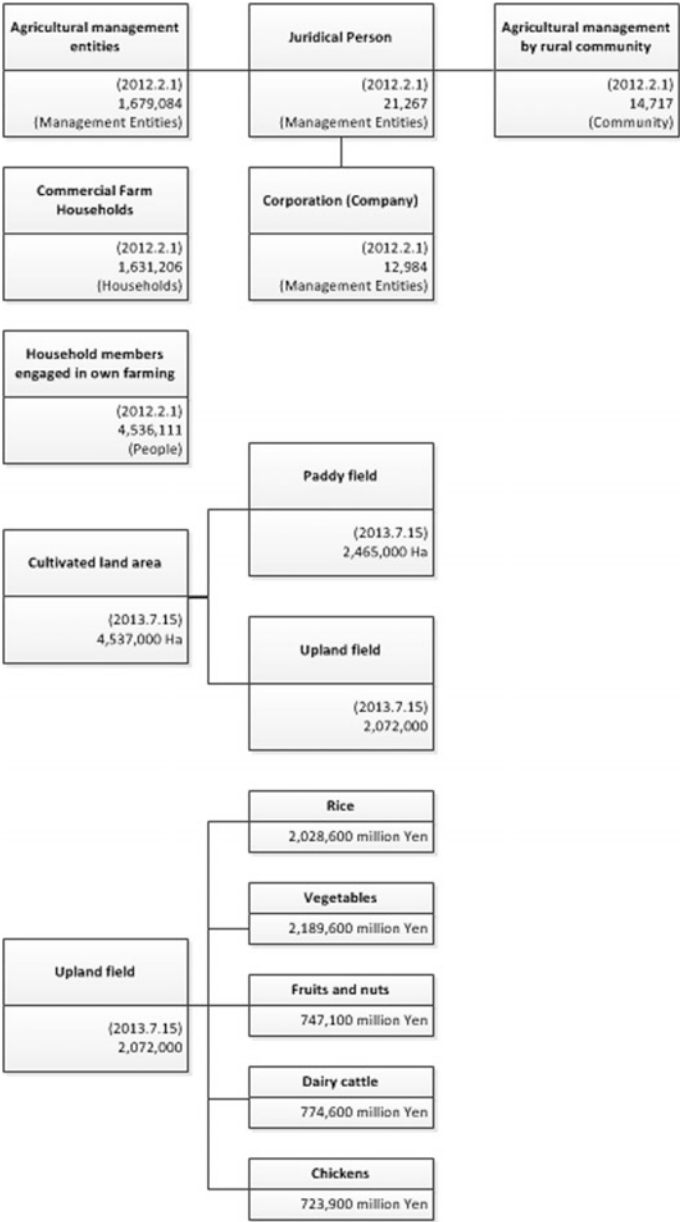 Agricultural management
entities
(2012.2.1)
1,679,084
(Management Entities)
Juridical Person
(2012.2.1)
21,267
(Management Entities)
Agricultural management
by rural community
(2012.2.1)
14,717
(Community)
Commercial Farm
Households
(2012.2.1)
1,631,206
(Households)
Corporation (Company)
(2012.2.1)
12,984
(Management Entities)
Household members
engaged in own farming
(2012.2.1)
4,536,111
(People)
Cultivated land area
(2013.7.15)
4,537,000 Ha
Paddy field
(2013.7.15)
2,465,000 Ha
Upland field
(2013.7.15)
2,072,000
Upland field
(2013.7.15)
2,072,000
Rice
2,028,600 million Yen
Vegetables
2,189,600 million Yen
Fruits and nuts
747,100 million Yen
Dairy cattle
774,600 million Yen
Chickens
723,900 million Yen